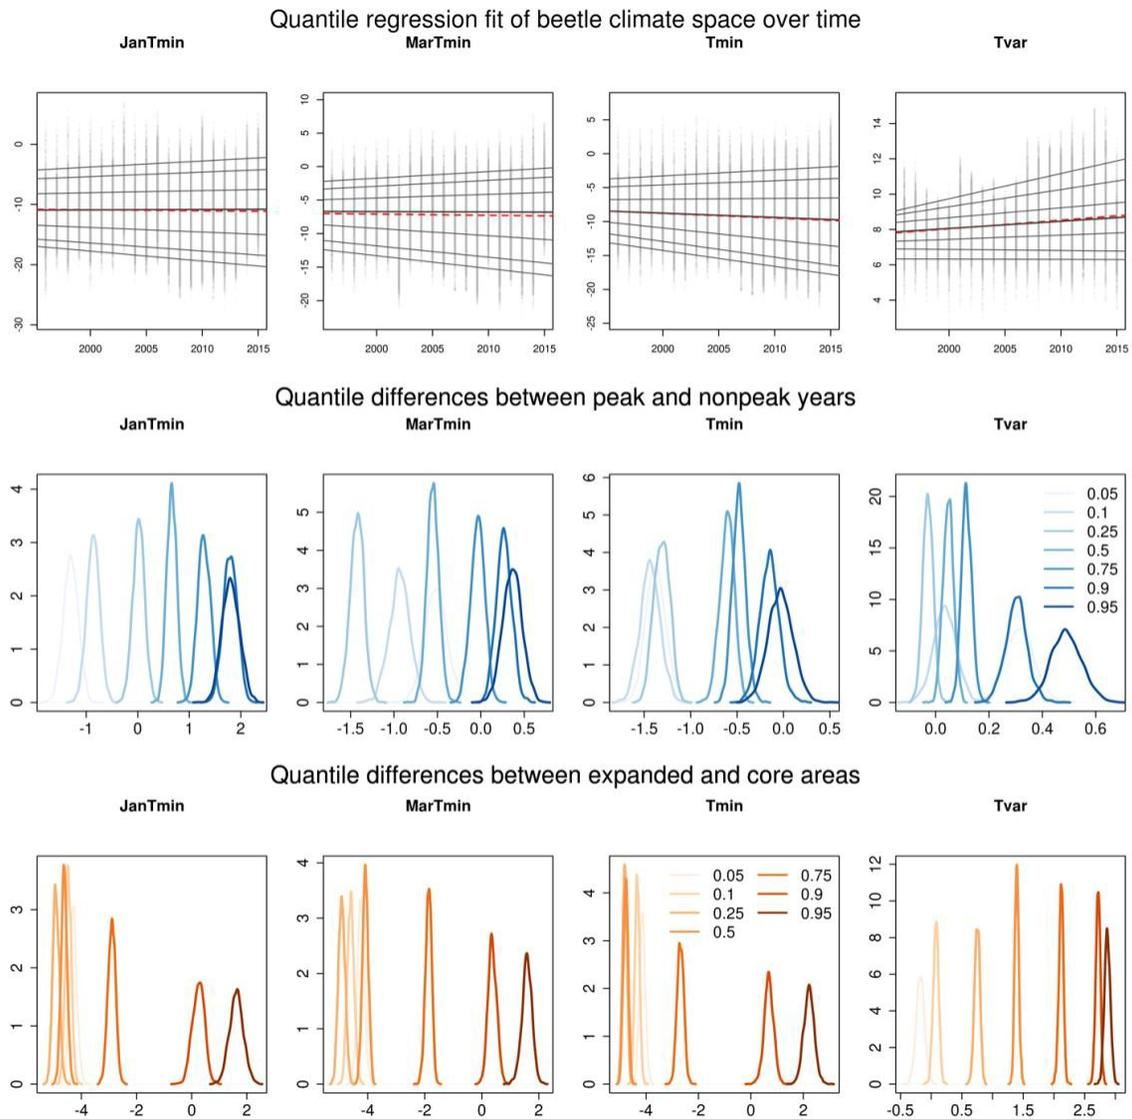 Quantile regression fit of beetle climate space over time
JanTmin MarTmin Tmin Tvar
0 -10 -20 -30
10 5 0 -5 -10 -15 -20
5 0 -5 -10 -15 -20 -25
14 12 10 8 6 4
2000 2005 2010 2015 2000 2005 2010 2015 2000 2005 2010 2015 2000 2005 2010 2015
Quantile differences between peak and nonpeak years
JanTmin MarTmin Tmin Tvar
4 3 2 1 0
5 4 3 2 1 0
6 5 4 3 2 1 0
20 15 10 5 0
0.05
0.1
0.25
0.5
0.75
0.9
0.95
-1 0 1 2 -1.5 -1.0 -0.5 0.0 0.5 -1.5 -1.0 -0.5 0.0 0.5 0.0 0.2 0.4 0.6
Quantile differences between expanded and core areas
JanTmin MarTmin Tmin Tvar
3 2 1 0
4 3 2 1 0
4 3 2 1 0
12 10 8 6 4 2 0
0.05 0.75
0.1 0.9
0.25 0.95
0.5
-4 -2 0 2 -4 -2 0 2 -4 -2 0 2 -0.5 0.5 1.5 2.5